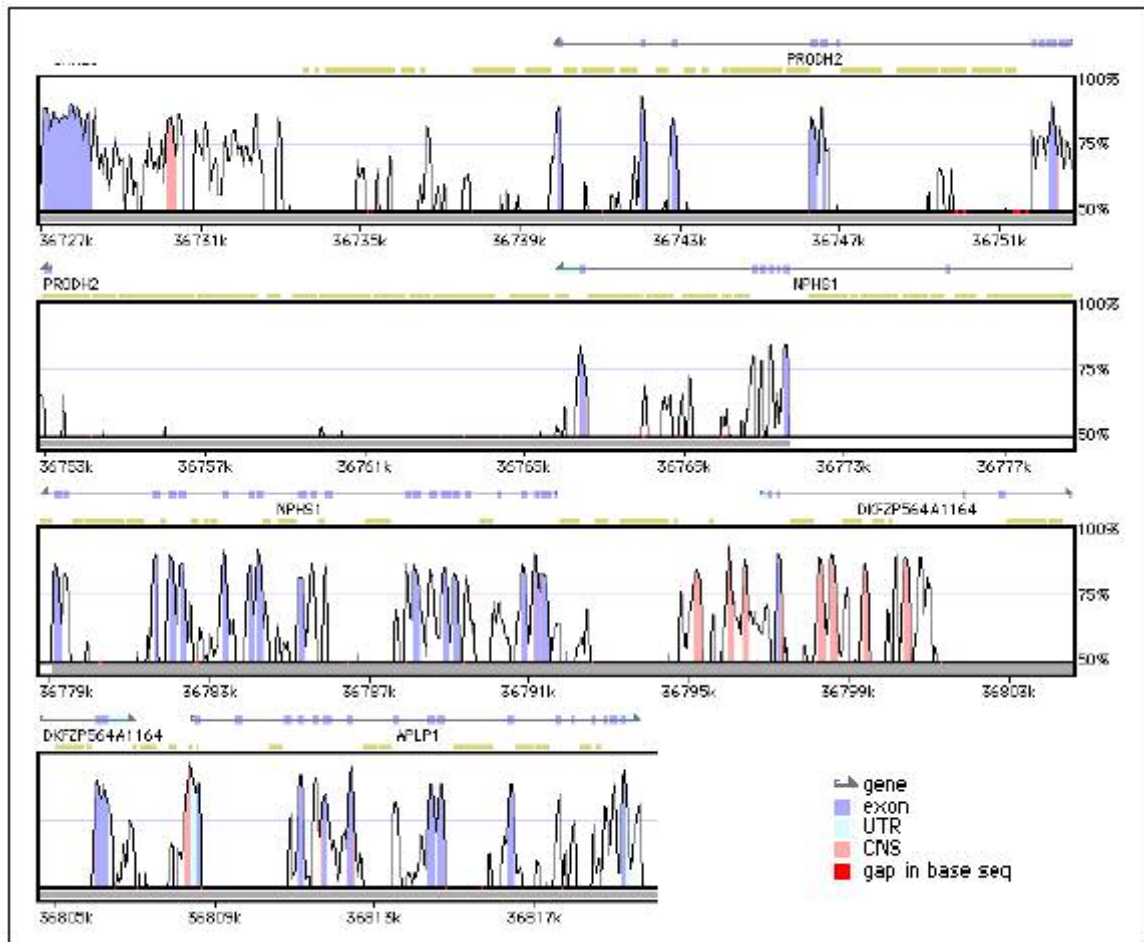 PRODH2
100%
75%
50%
36727k 36731k 36735k 36739k 36743k 36747k 36751k
PRODH2 NPHS1
100%
75%
50%
36753k 36757k 36761k 36765k 36769k 36773k 36777k
NPHS1 DKFZP564A1164
100%
75%
50%
36779k 36783k 36787k 36791k 36795k 36799k 36803k
DKFZP564A1164 APLP1
gene
exon
UTR
CNS
gap in base seq
36805k 36809k 36813k 36817k